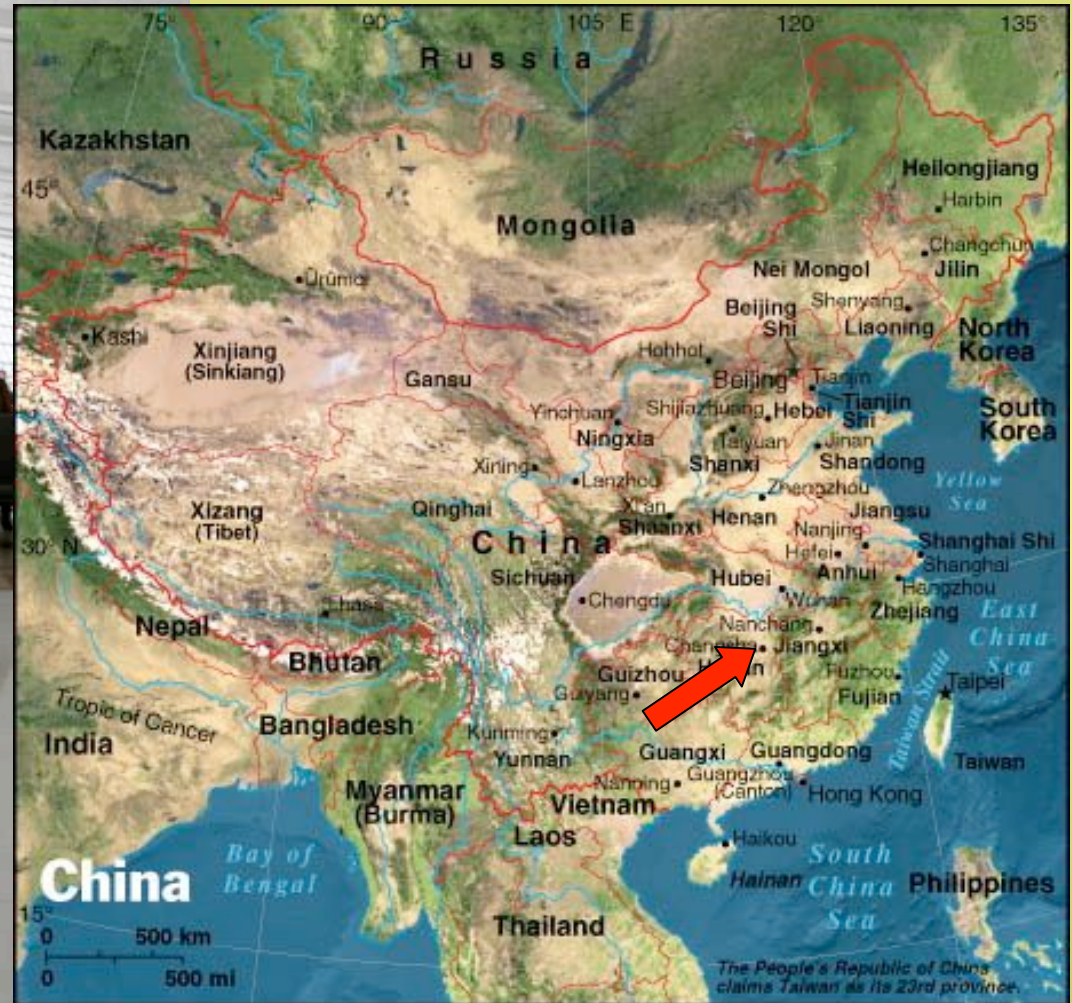 75°
90°
105° E
120°
135°
Russia
Kazakhstan
Heilongjiang
45°
Harbin
Mongolia
Changchun
Nei Mongol
Jilin
Ürümqi
Beijing
Shi
Shenyang
Liaoning
North
Korea
Kashi
Xinjiang
(Sinkiang)
Hohhot
Gansu
Beijing
Tianjin
Tianjin
Shi
Yinchuan
Shijiazhuang
Hebei
South
Korea
Ningxia
Taiyuan
Jinan
Shanxi
Shandong
Xining
Lanzhou
Yellow
Sea
Qinghai
Zhengzhou
Xizang
(Tibet)
Xi'an
Shaanxi
Henan
Jiangsu
Nanjing
30° N
China
Hefei
Shanghai Shi
Shanghai
Sichuan
Hubei
Anhui
Hangzhou
Chengdu
Wuhan
Zhejiang
East
China
Sea
Lhasa
Nepal
Nanchang
Changsha
Jiangxi
Bhutan
Guizhou
Fuzhou
Guiyang
Fujian
Taiwan Strait
Taipei
Tropic of Cancer
Bangladesh
India
Kunming
Yunnan
Guangxi
Guangdong
Taiwan
Myanmar
(Burma)
Nanning
Guangzhou
(Canton)
Hong Kong
Vietnam
Laos
Haikou
Bay of
Bengal
South
China
Sea
China
Hainan
Philippines
15°
Thailand
0 500 km
0 500 mi
The People's Republic of China
claims Taiwan as its 23rd province.